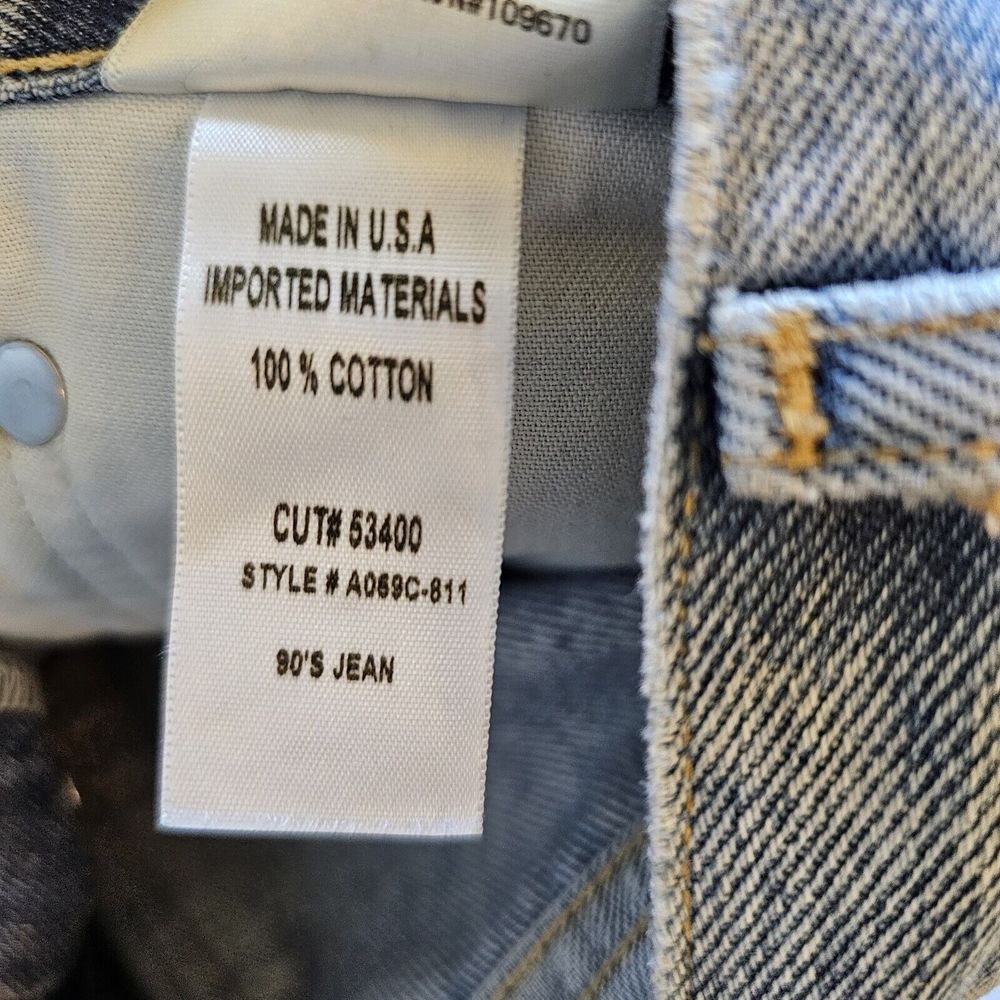 #109670
MADE IN U.S.A
IMPORTED MATERIALS
100 % COTTON
CUT# 53400
STYLE # A069C-811
90'S JEAN